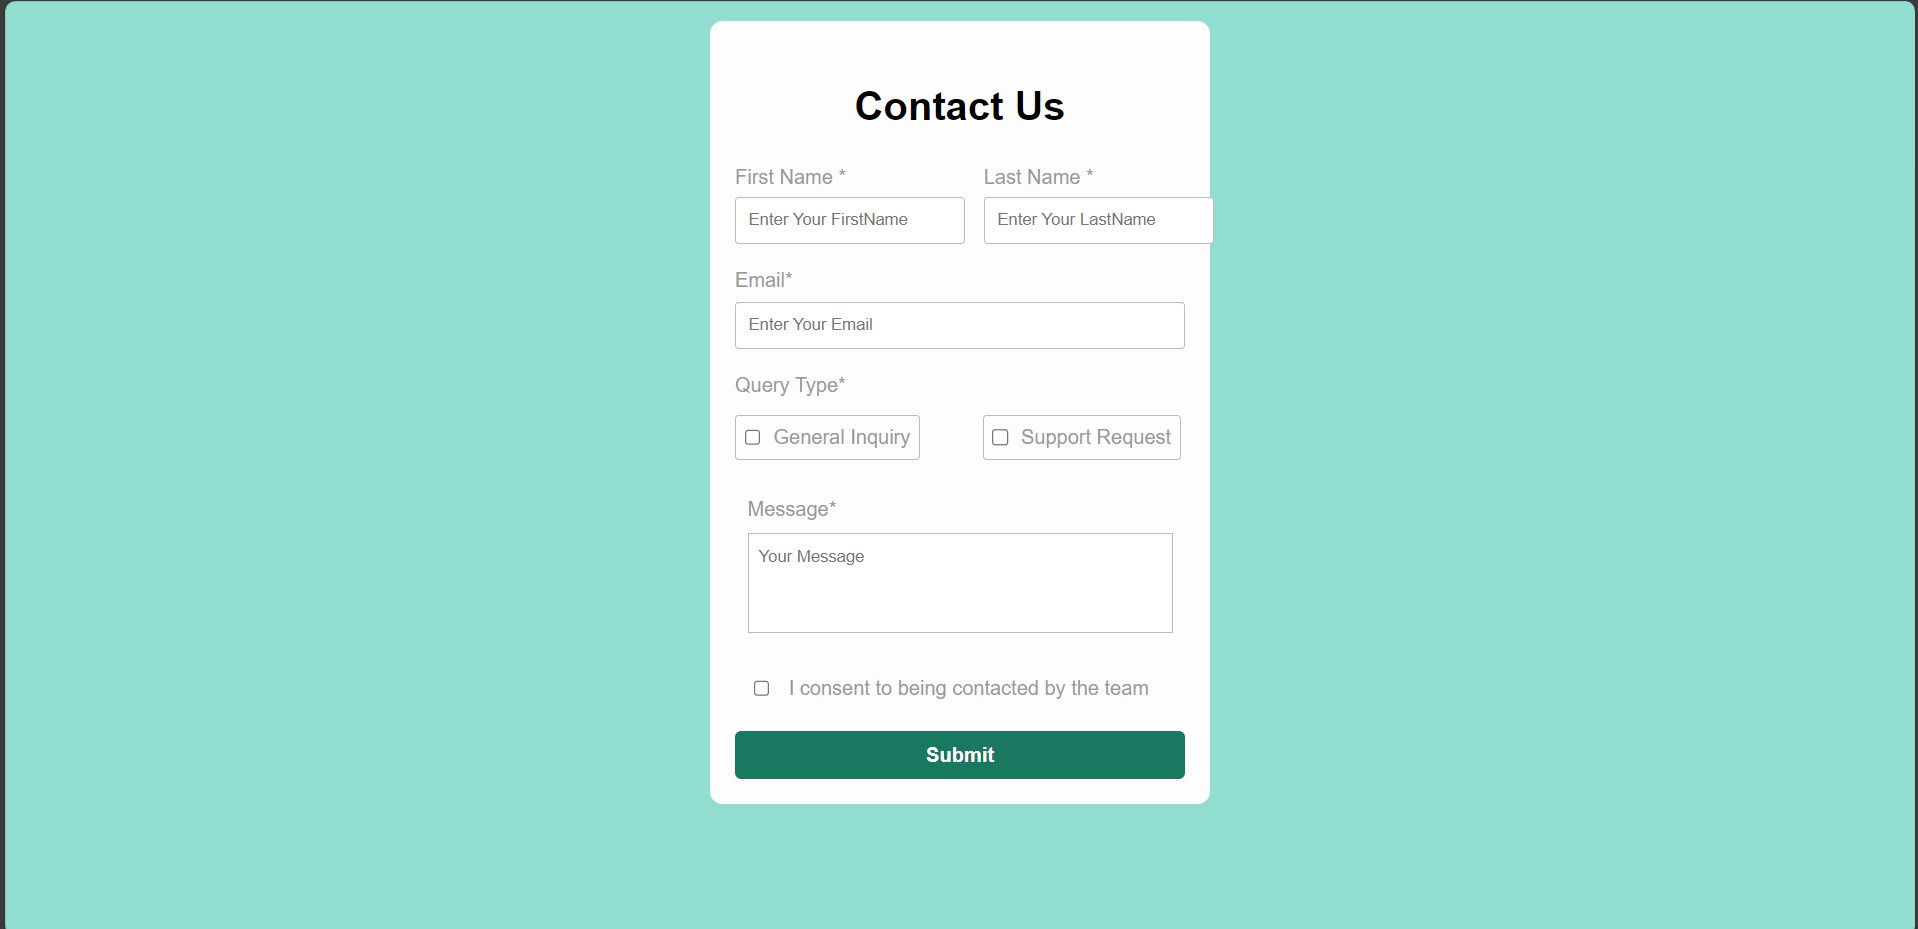 Contact Us
First Name * Last Name *
Enter Your FirstName Enter Your LastName
Email*
Enter Your Email
Query Type*
General Inquiry Support Request
Message*
Your Message
I consent to being contacted by the team
Submit